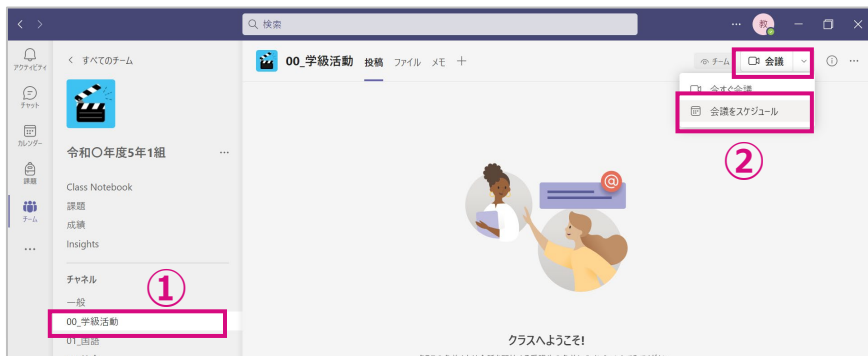 検索
教
アクティビティ
チャット
カレンダー
課題
チーム
すべてのチーム
令和〇年度5年1組
Class Notebook
課題
成績
Insights
チャネル
一般
00_学級活動
01_国語
①
00_学級活動 投稿 ファイル メモ +
チーム
会議
今すぐ会議
会議をスケジュール
②
@
クラスへようこそ!